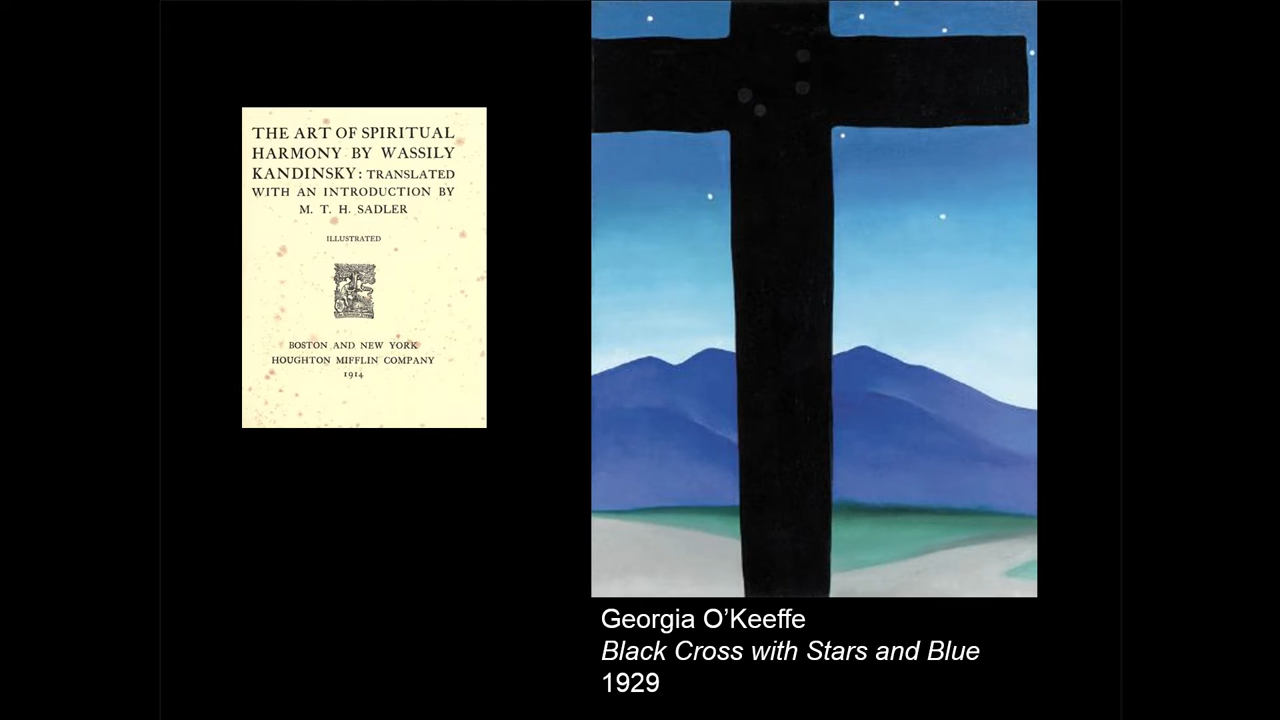 THE ART OF SPIRITUAL
HARMONY BY WASSILY
KANDINSKY: TRANSLATED
WITH AN INTRODUCTION BY
M. T. H. SADLER
ILLUSTRATED
BOSTON AND NEW YORK
HOUGHTON MIFFLIN COMPANY
1914
Georgia O’Keeffe
Black Cross with Stars and Blue
1929